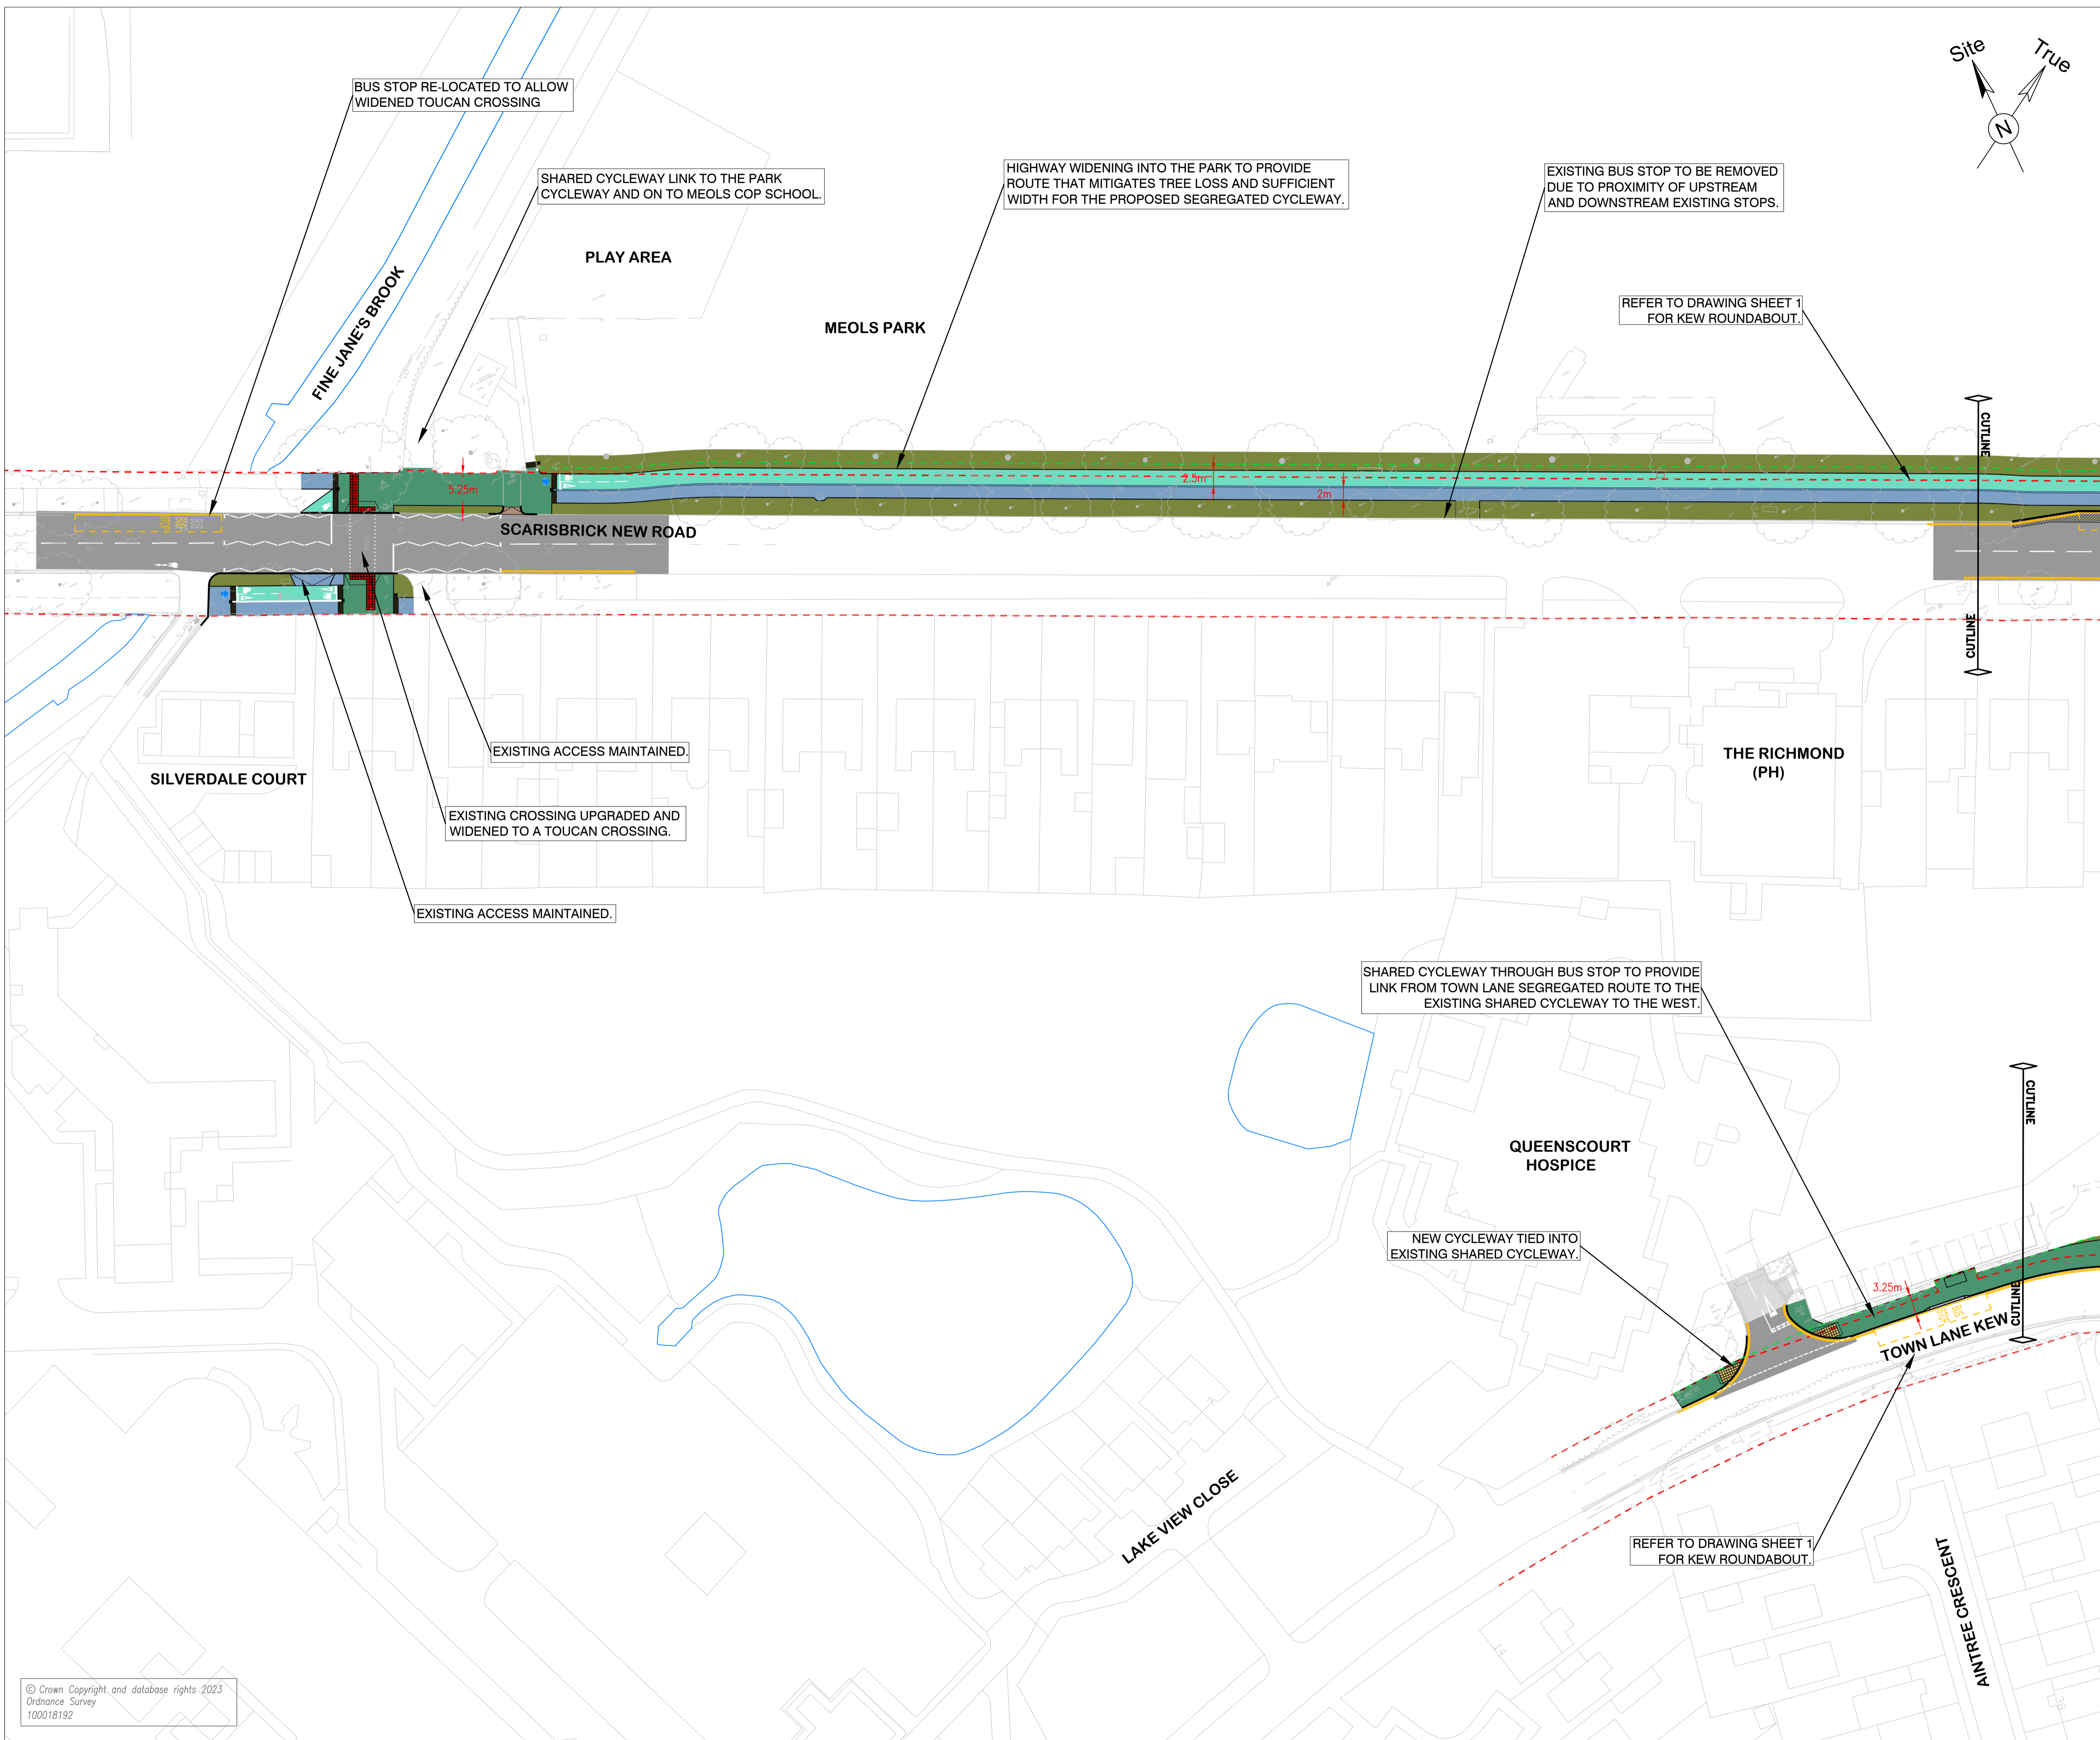 Site
True
N
BUS STOP RE-LOCATED TO ALLOW
WIDENED TOUCAN CROSSING
SHARED CYCLEWAY LINK TO THE PARK
CYCLEWAY AND ON TO MEOLS COP SCHOOL.
HIGHWAY WIDENING INTO THE PARK TO PROVIDE
ROUTE THAT MITIGATES TREE LOSS AND SUFFICIENT
WIDTH FOR THE PROPOSED SEGREGATED CYCLEWAY.
EXISTING BUS STOP TO BE REMOVED
DUE TO PROXIMITY OF UPSTREAM
AND DOWNSTREAM EXISTING STOPS.
PLAY AREA
FINE JANE'S BROOK
MEOLS PARK
REFER TO DRAWING SHEET 1
FOR KEW ROUNDABOUT.
CUTLINE
5.25m
2.5m
2m
BUS
STOP
SCARISBRICK NEW ROAD
CUTLINE
EXISTING ACCESS MAINTAINED.
SILVERDALE COURT
THE RICHMOND
(PH)
EXISTING CROSSING UPGRADED AND
WIDENED TO A TOUCAN CROSSING.
EXISTING ACCESS MAINTAINED.
SHARED CYCLEWAY THROUGH BUS STOP TO PROVIDE
LINK FROM TOWN LANE SEGREGATED ROUTE TO THE
EXISTING SHARED CYCLEWAY TO THE WEST.
CUTLINE
QUEENSCOURT
HOSPICE
NEW CYCLEWAY TIED INTO
EXISTING SHARED CYCLEWAY.
3.25m
BUS
STOP
CUTLINE
TOWN LANE KEW
LAKE VIEW CLOSE
REFER TO DRAWING SHEET 1
FOR KEW ROUNDABOUT.
AINTREE CRESCENT
14
38
© Crown Copyright and database rights 2023
Ordnance Survey
100018192